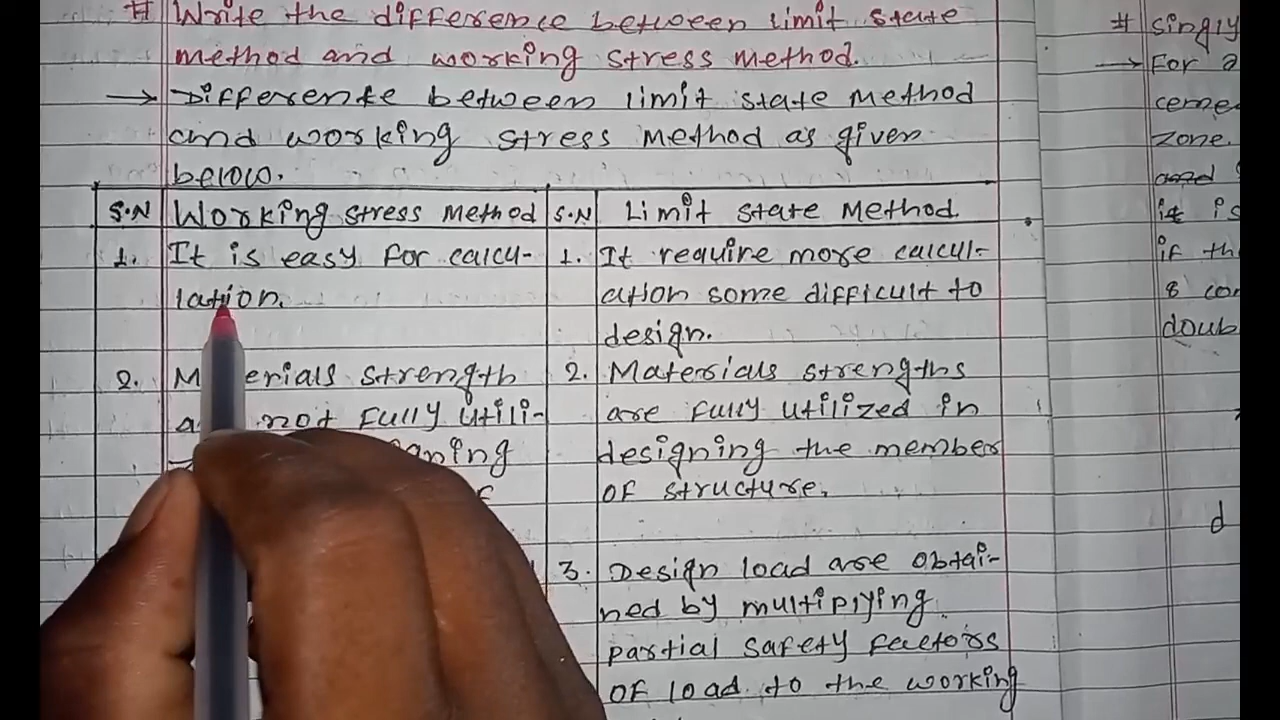 # Write the difference between limit state
method and working stress method.
→ Difference between limit state method
and working stress method as given
below.
S.N Working stress method S.N Limit state method.
1. It is easy for calcu- 1. It require more calcul-
lation. ation some difficult to
design.
2. M erials strength 2. Materials strengths
not fully utili- are fully utilized in
designing the member
of structure.
3. Design load are obtai-
ned by multiplying
partial safety factors
of load to the working
# singly
→ For a
zone.
and
it is
if th
& con
doub
d